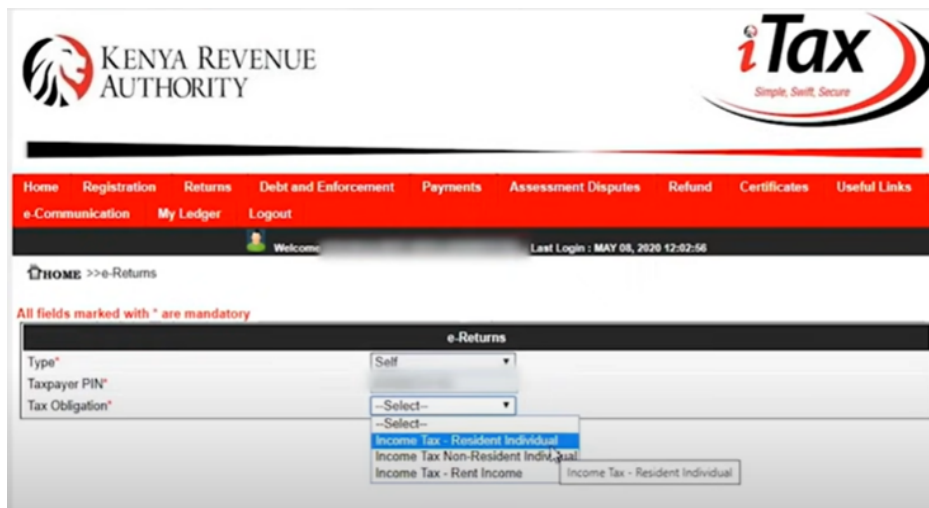 KENYA REVENUE
AUTHORITY
iTax
Simple, Swift, Secure
Home Registration Returns Debt and Enforcement Payments Assessment Disputes Refund Certificates Useful Links
e-Communication My Ledger Logout
Welcome Last Login : MAY 08, 2020 12:02:56
HOME >>e-Returns
All fields marked with * are mandatory
e-Returns
Type* Self
Taxpayer PIN*
Tax Obligation* --Select--
--Select--
Income Tax - Resident Individual
Income Tax Non-Resident Individual
Income Tax - Rent Income
Income Tax - Resident Individual